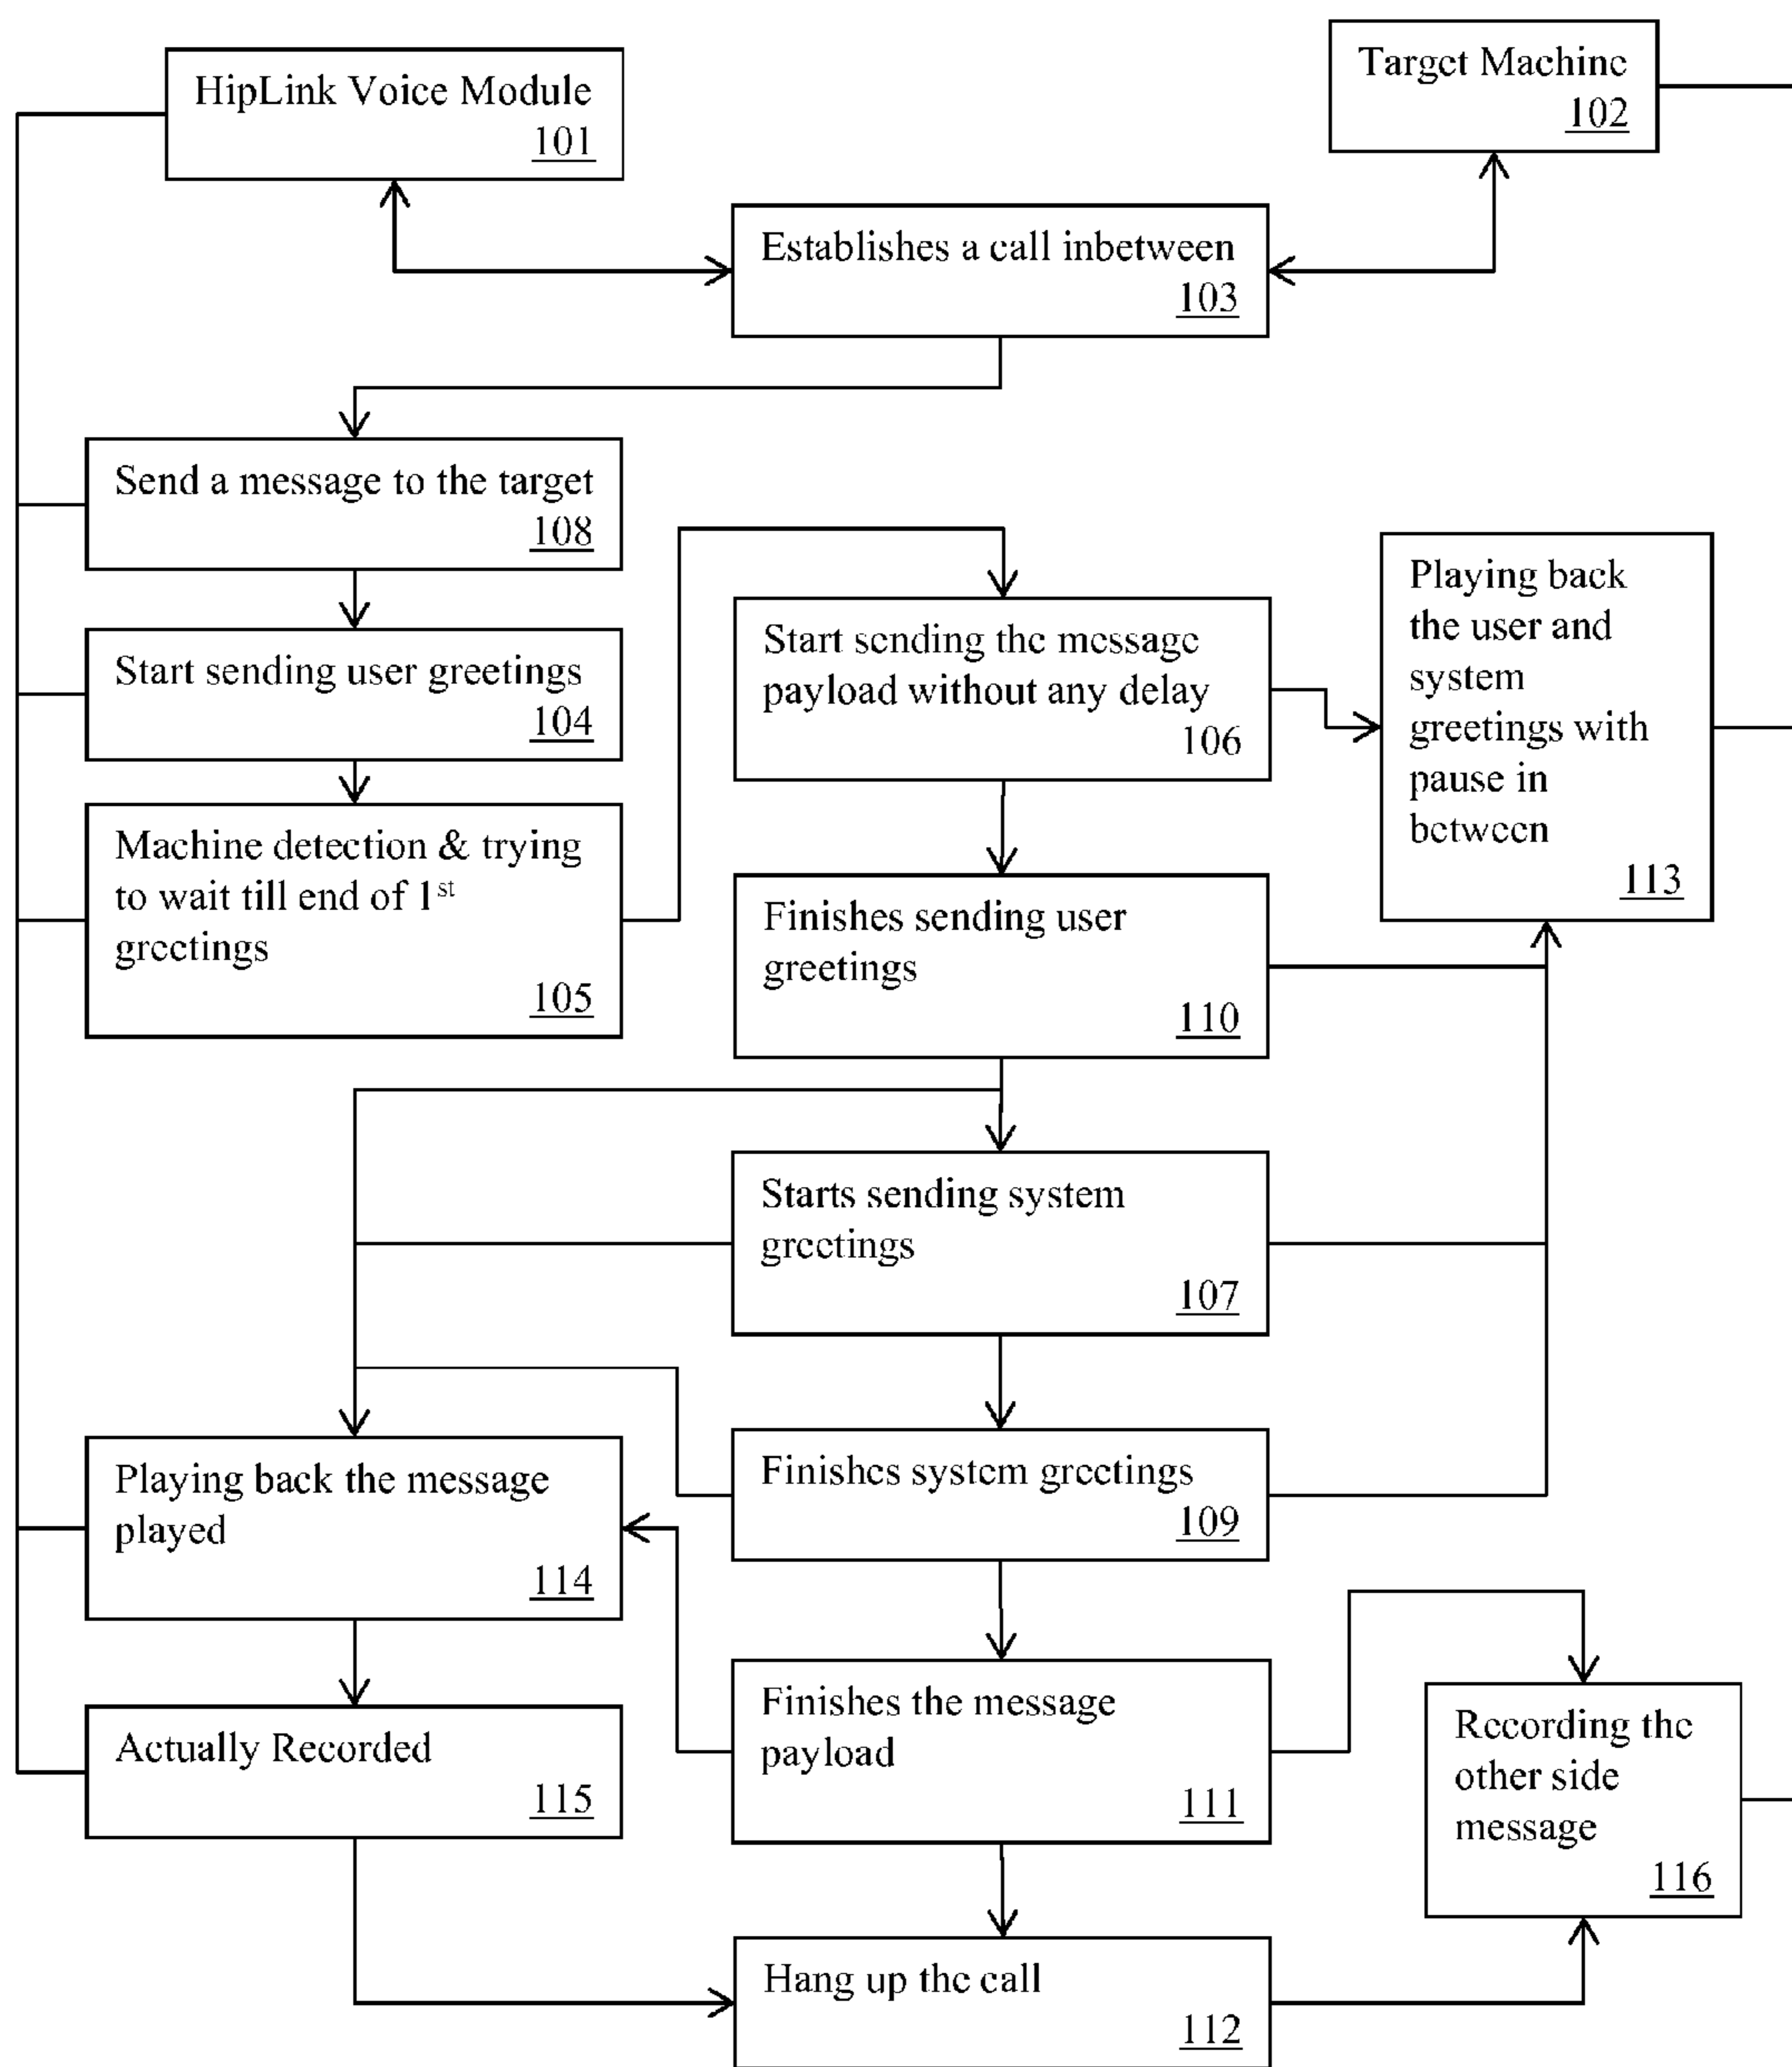 HipLink Voice Module
101
Target Machine
102
Establishes a call inbetween
103
Send a message to the target
108
Start sending user greetings
104
Machine detection & trying
to wait till end of 1st
greetings
105
Start sending the message
payload without any delay
106
Playing back
the user and
system
greetings with
pause in
between
113
Finishes sending user
greetings
110
Starts sending system
greetings
107
Finishes system greetings
109
Playing back the message
played
114
Actually Recorded
115
Finishes the message
payload
111
Recording the
other side
message
116
Hang up the call
112